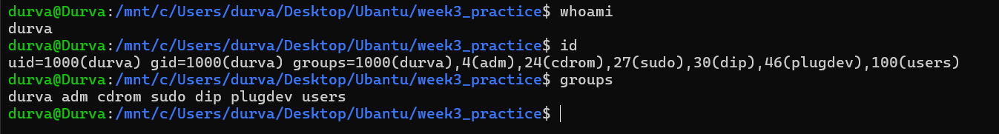 durva@Durva:/mnt/c/Users/durva/Desktop/Ubantu/week3_practice$ whoami
durva
durva@Durva:/mnt/c/Users/durva/Desktop/Ubantu/week3_practice$ id
uid=1000(durva) gid=1000(durva) groups=1000(durva),4(adm),24(cdrom),27(sudo),30(dip),46(plugdev),100(users)
durva@Durva:/mnt/c/Users/durva/Desktop/Ubantu/week3_practice$ groups
durva adm cdrom sudo dip plugdev users
durva@Durva:/mnt/c/Users/durva/Desktop/Ubantu/week3_practice$